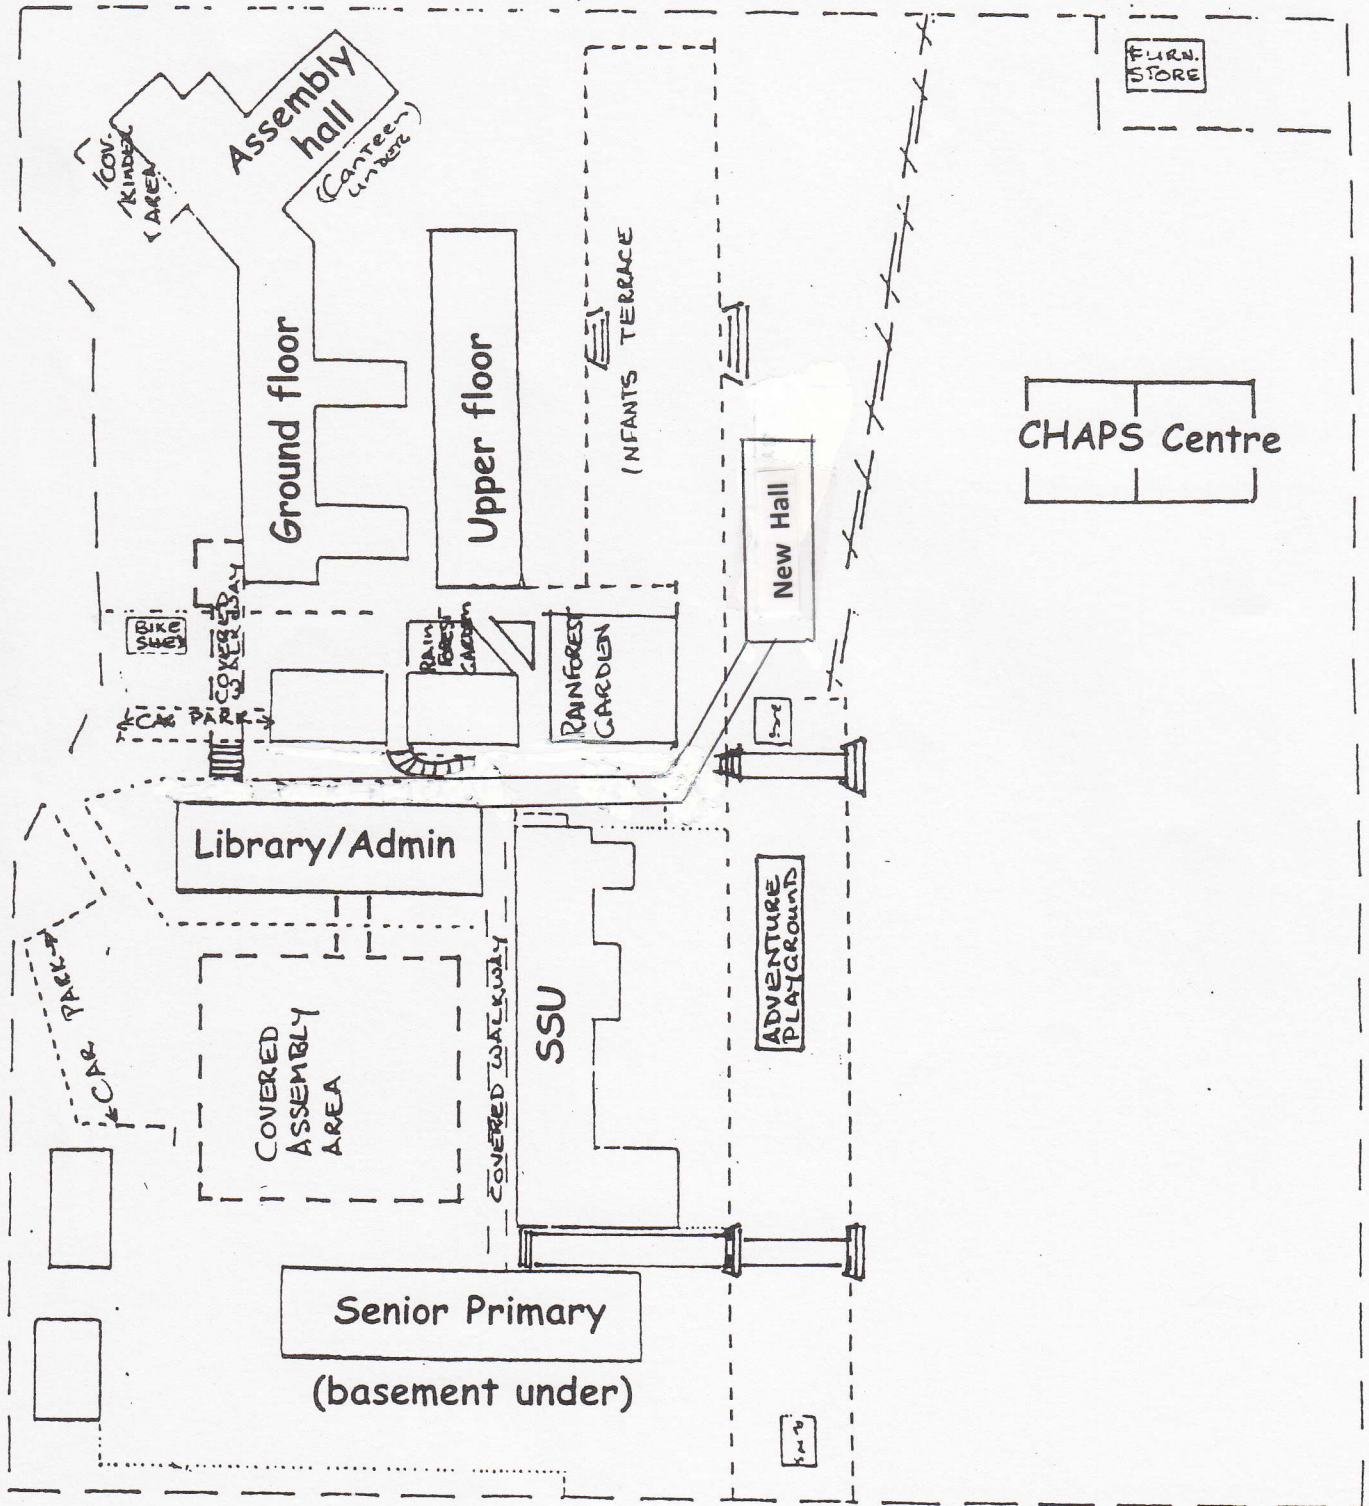 FURN.
STORE
Assembly
hall
(Canteen
under)
COV.
KINDER
AREA
Ground floor
Upper floor
INFANTS TERRACE
CHAPS Centre
New Hall
COVERED
WALKWAY
BIKE
SHED
RAIN
FOREST
GARDEN
RAINFOREST
GARDEN
CAR PARK
Library/Admin
ADVENTURE
PLAYGROUND
CAR PARK
COVERED
ASSEMBLY
AREA
COVERED WALKWAY
SSU
Senior Primary
(basement under)